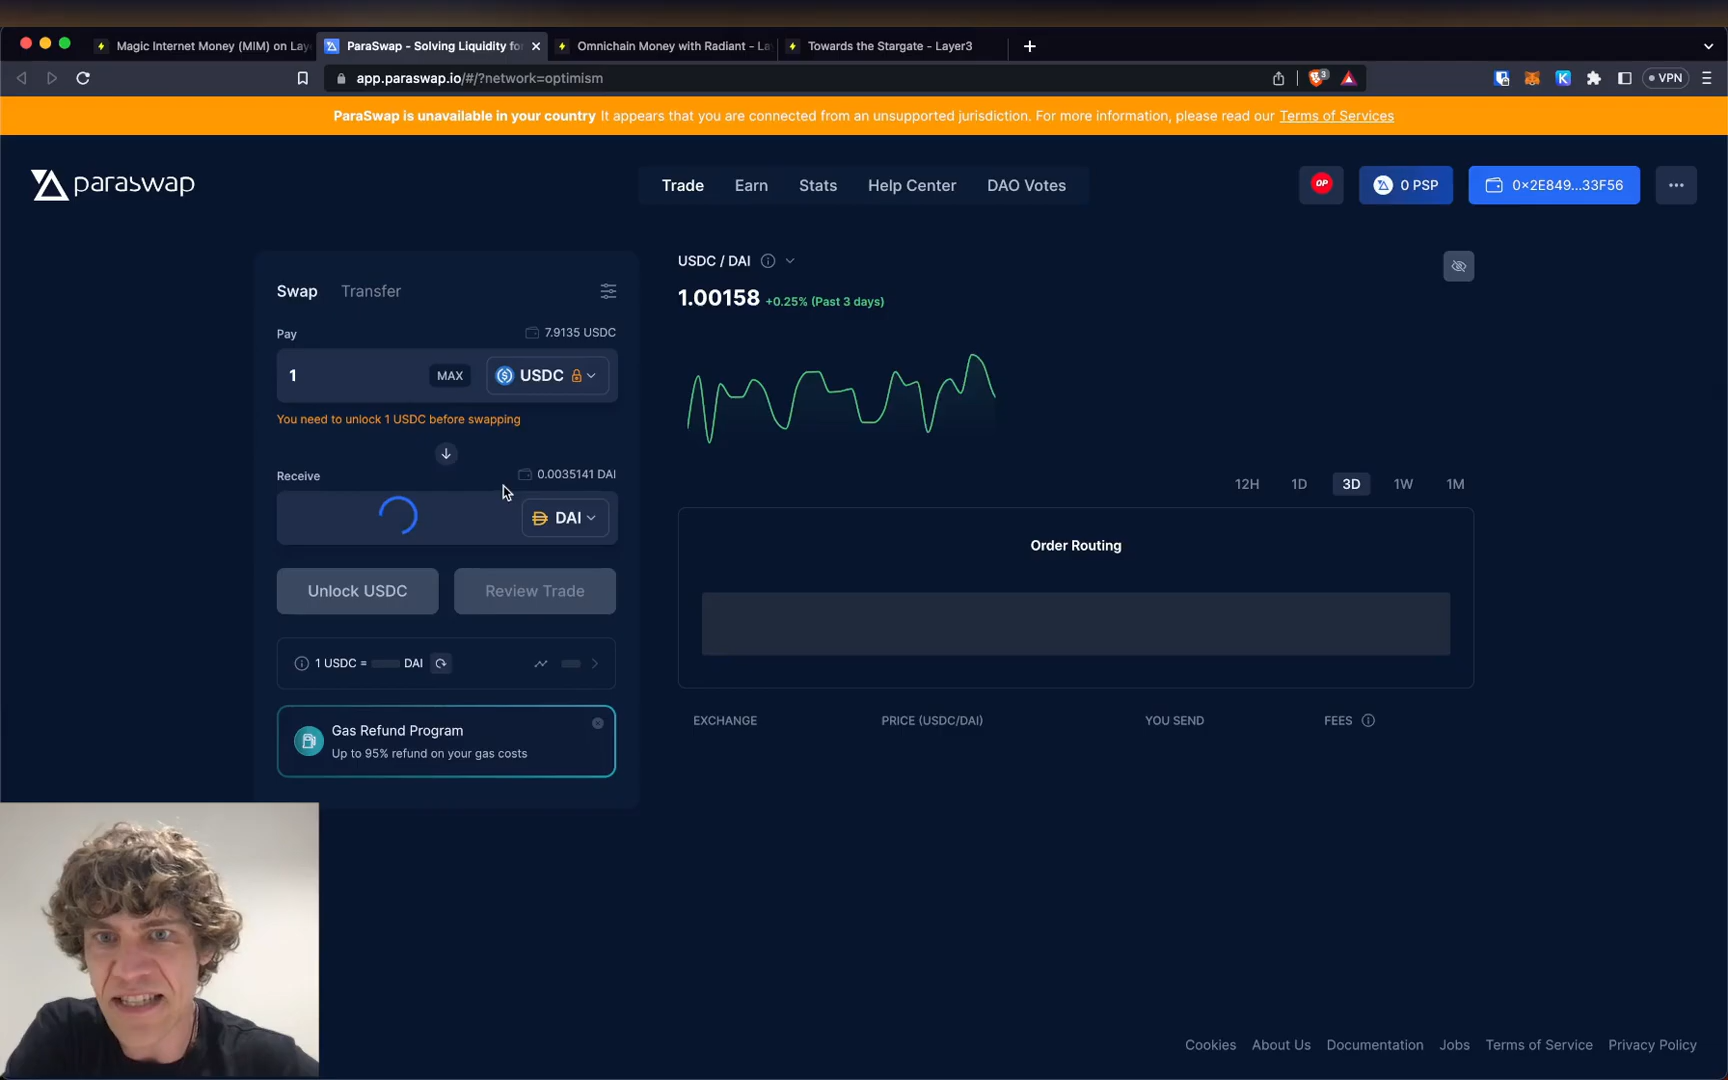 Magic Internet Money (MIM) on Lay
ParaSwap - Solving Liquidity for
Omnichain Money with Radiant - La
Towards the Stargate - Layer3
app.paraswap.io/#/?network=optimism
3
VPN
ParaSwap is unavailable in your country It appears that you are connected from an unsupported jurisdiction. For more information, please read our Terms of Services
paraswap
Trade
Earn
Stats
Help Center
DAO Votes
OP
0 PSP
0×2E849...33F56
Swap
Transfer
Pay
7.9135 USDC
1
MAX
USDC
You need to unlock 1 USDC before swapping
Receive
0.0035141 DAI
DAI
Unlock USDC
Review Trade
1 USDC =
DAI
Gas Refund Program
Up to 95% refund on your gas costs
USDC / DAI
1.00158 +0.25% (Past 3 days)
12H
1D
3D
1W
1M
Order Routing
EXCHANGE
PRICE (USDC/DAI)
YOU SEND
FEES
Cookies
About Us
Documentation
Jobs
Terms of Service
Privacy Policy